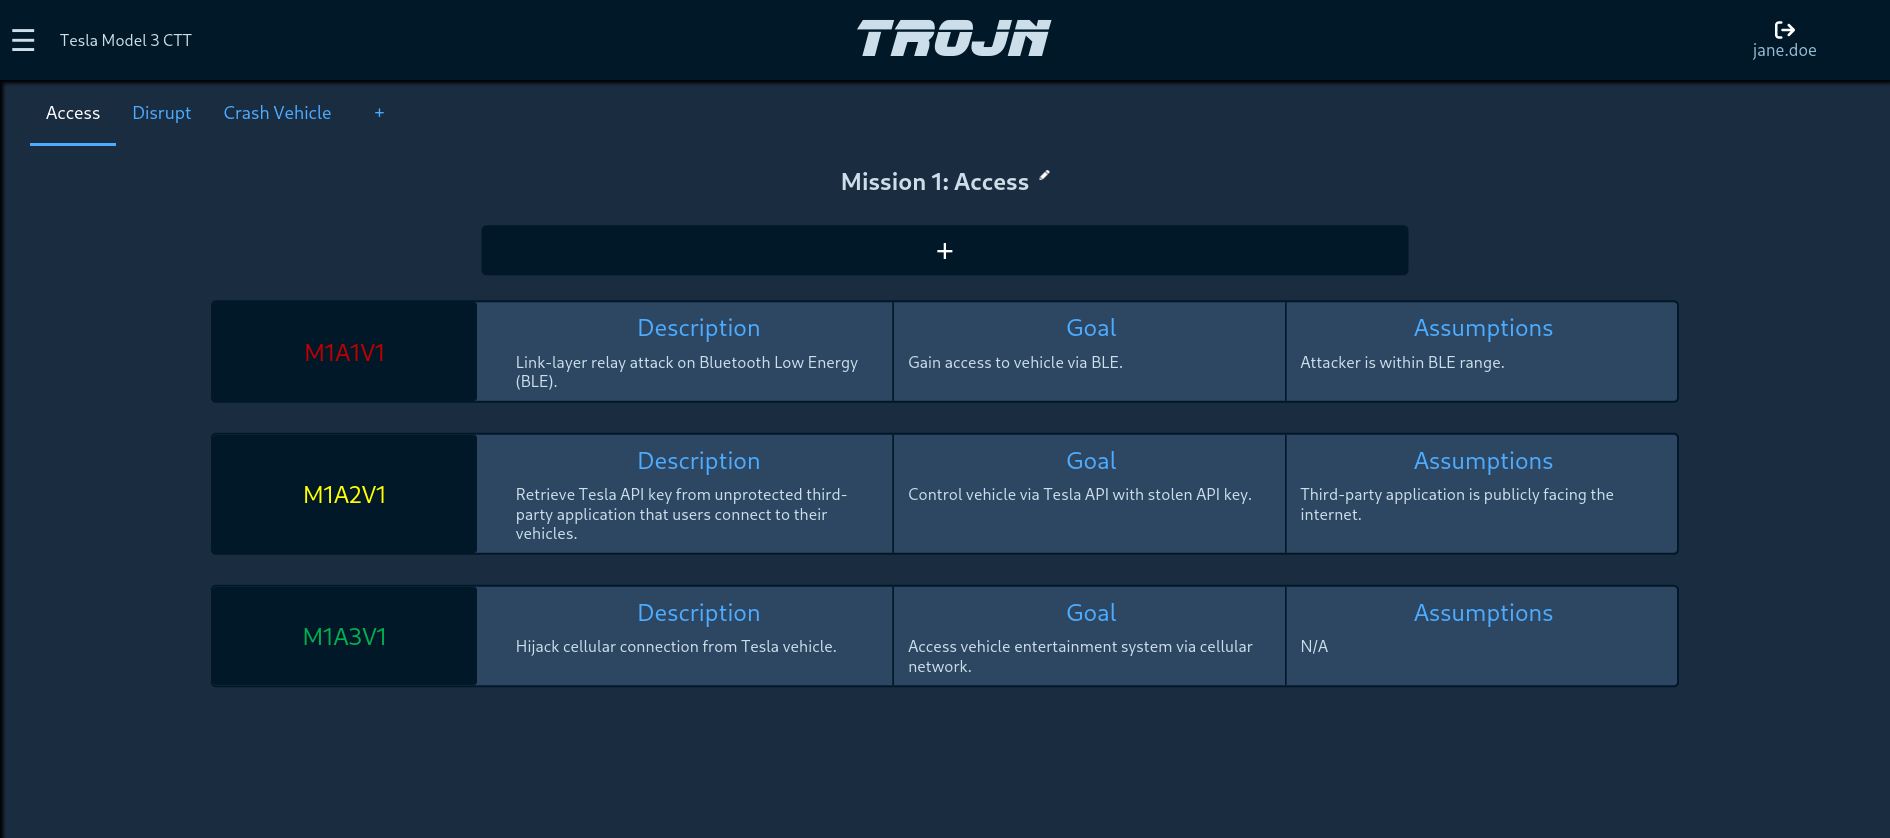 Tesla Model 3 CTT
TROJN
jane.doe
Access
Disrupt
Crash Vehicle
+
Mission 1: Access
+
M1A1V1
Description
Link-layer relay attack on Bluetooth Low Energy
(BLE).
Goal
Gain access to vehicle via BLE.
Assumptions
Attacker is within BLE range.
M1A2V1
Description
Retrieve Tesla API key from unprotected third-
party application that users connect to their
vehicles.
Goal
Control vehicle via Tesla API with stolen API key.
Assumptions
Third-party application is publicly facing the
internet.
M1A3V1
Description
Hijack cellular connection from Tesla vehicle.
Goal
Access vehicle entertainment system via cellular
network.
Assumptions
N/A